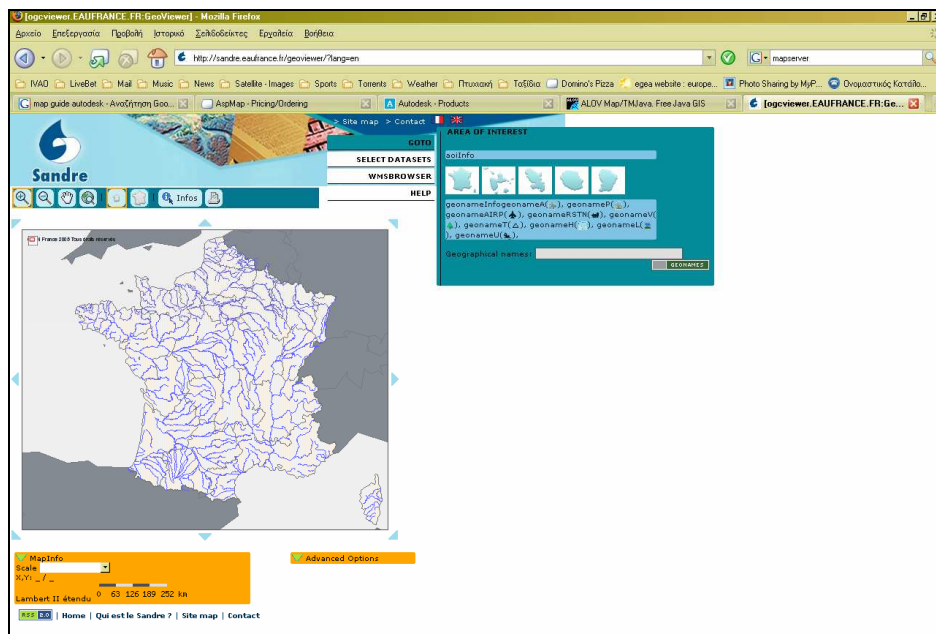 [ogcviewer.EAUFRANCE.FR:GeoViewer] - Mozilla Firefox
Αρχείο Επεξεργασία Προβολή Ιστορικό Σελιδοδείκτες Εργαλεία Βοήθεια
http://sandre.eaufrance.fr/geoviewer/?lang=en
mapserver
IVAO LiveBet Mail Music News Satellite - Images Sports Torrents Weather Πτυχιακή Ταξίδια Domino's Pizza egea website : europe... Photo Sharing by MyP... Ονομαστικός Κατάλο...
map guide autodesk - Αναζήτηση Goo... AspMap - Pricing/Ordering Autodesk - Products ALOV Map/TMJava. Free Java GIS [ogcviewer.EAUFRANCE.FR:Ge...
> Site map > Contact
Sandre
GOTO
SELECT DATASETS
WMSBROWSER
HELP
Infos
AREA OF INTEREST
aoiInfo
geonameInfogeonameA( ), geonameP( ),
geonameAIRP( ), geonameRSTN( ), geonameV(
), geonameT( ), geonameH( ), geonameL(
), geonameU( ),
Geographical names:
GEONAMES
France 2006 Tous droits réservés
MapInfo
Scale
X,Y: _ / _
Lambert II étendu 0 63 126 189 252 km
Advanced Options
RSS 2.0 | Home | Qui est le Sandre ? | Site map | Contact